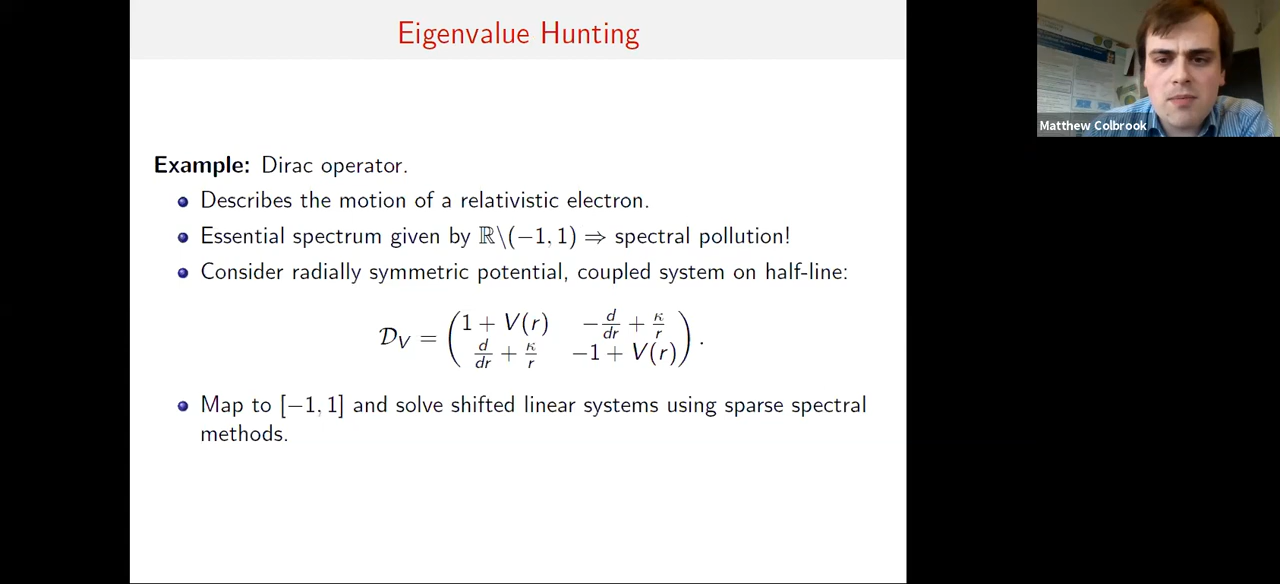 Eigenvalue Hunting
Matthew Colbrook
Example: Dirac operator.
Describes the motion of a relativistic electron.
Essential spectrum given by ℝ\(−1, 1) ⇒ spectral pollution!
Consider radially symmetric potential, coupled system on half-line:
𝒟_V = ( 1 + V(r)   −d/dr + κ/r
d/dr + κ/r   −1 + V(r) ) .
Map to [−1, 1] and solve shifted linear systems using sparse spectral
methods.